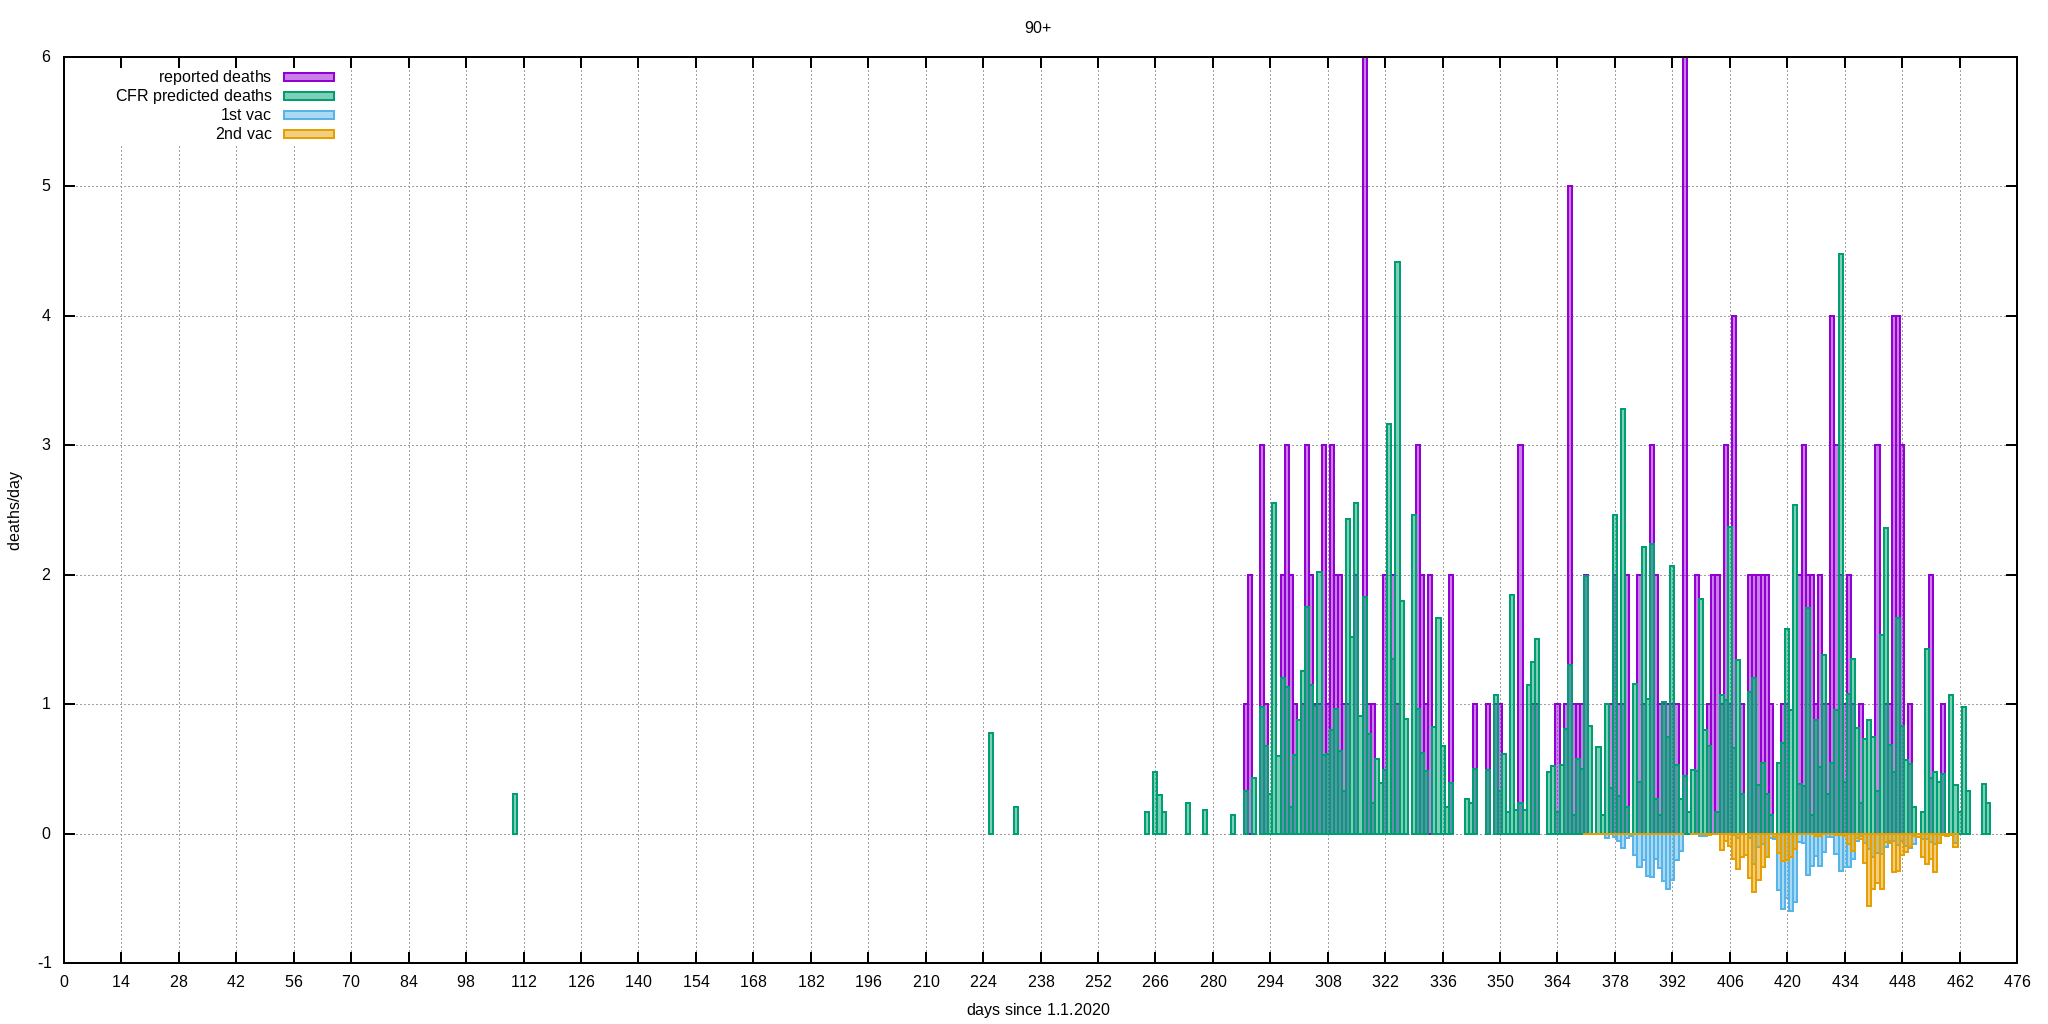 90+
reported deaths
CFR predicted deaths
1st vac
2nd vac
6
5
4
3
2
1
0
-1
deaths/day
0 14 28 42 56 70 84 98 112 126 140 154 168 182 196 210 224 238 252 266 280 294 308 322 336 350 364 378 392 406 420 434 448 462 476
days since 1.1.2020